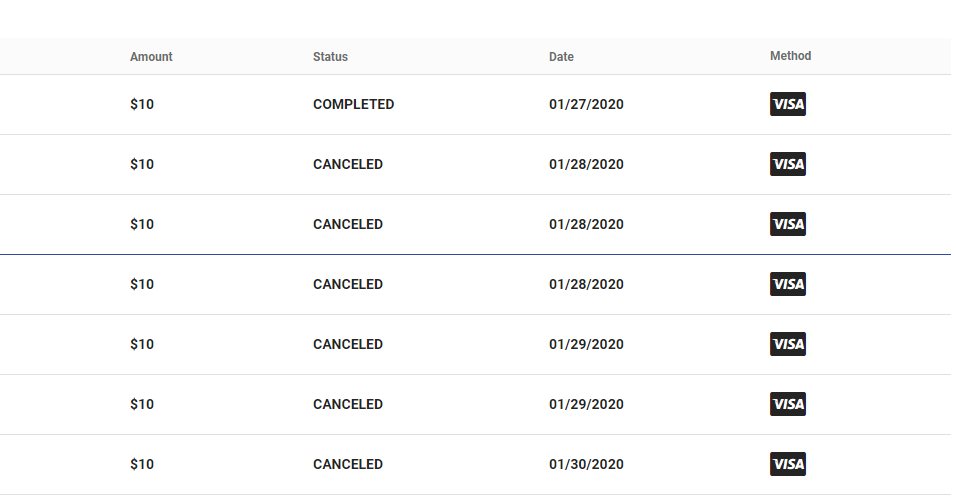 Amount Status Date Method
$10 COMPLETED 01/27/2020 VISA
$10 CANCELED 01/28/2020 VISA
$10 CANCELED 01/28/2020 VISA
$10 CANCELED 01/28/2020 VISA
$10 CANCELED 01/29/2020 VISA
$10 CANCELED 01/29/2020 VISA
$10 CANCELED 01/30/2020 VISA